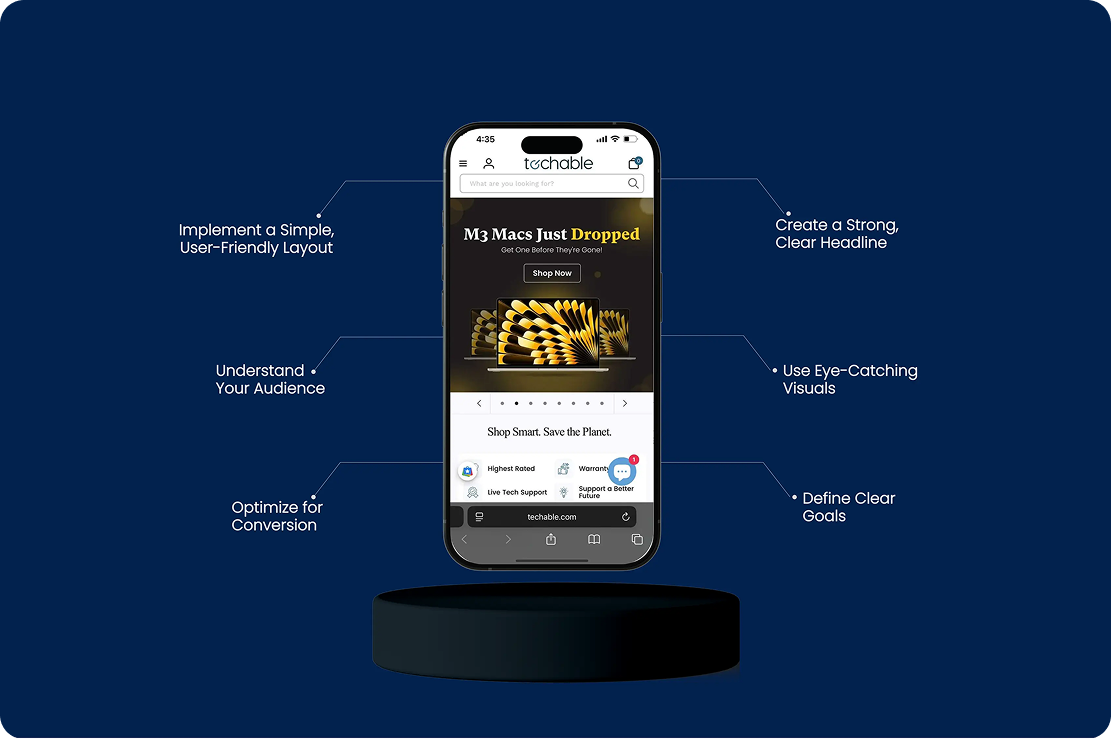 4:35
techable
0
What are you looking for?
M3 Macs Just Dropped
Get One Before They're Gone!
Shop Now
Shop Smart. Save the Planet.
Highest Rated
Warranty
1
Live Tech Support
Support a Better
Future
techable.com
Implement a Simple,
User-Friendly Layout
Understand
Your Audience
Optimize for
Conversion
Create a Strong,
Clear Headline
Use Eye-Catching
Visuals
Define Clear
Goals